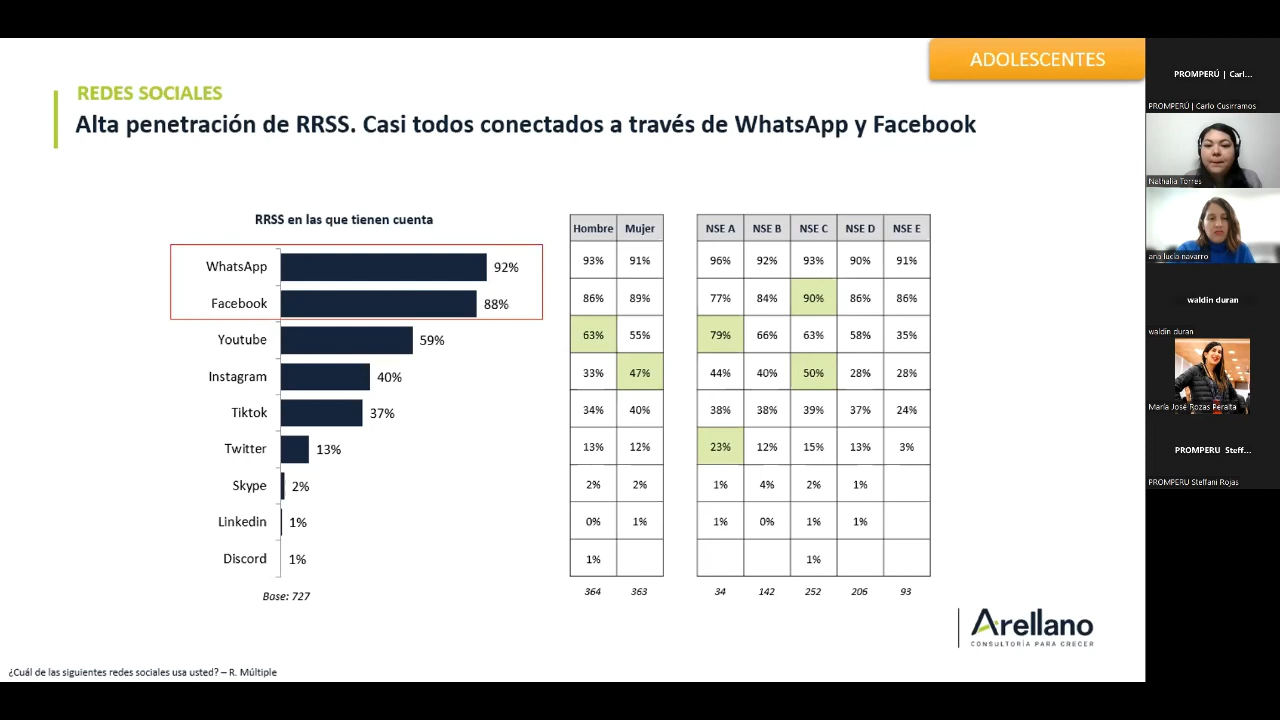 ADOLESCENTES
REDES SOCIALES
Alta penetración de RRSS. Casi todos conectados a través de WhatsApp y Facebook
RRSS en las que tienen cuenta
Hombre Mujer NSE A NSE B NSE C NSE D NSE E
WhatsApp 92% 93% 91% 96% 92% 93% 90% 91%
Facebook 88% 86% 89% 77% 84% 90% 86% 86%
Youtube 59% 63% 55% 79% 66% 63% 58% 35%
Instagram 40% 33% 47% 44% 40% 50% 28% 28%
Tiktok 37% 34% 40% 38% 38% 39% 37% 24%
Twitter 13% 13% 12% 23% 12% 15% 13% 3%
Skype 2% 2% 2% 1% 4% 2% 1%
Linkedin 1% 0% 1% 1% 0% 1% 1%
Discord 1% 1% 1%
Base: 727 364 363 34 142 252 206 93
Arellano
CONSULTORÍA PARA CRECER
¿Cuál de las siguientes redes sociales usa usted? – R. Múltiple
PROMPERÚ | Carl...
PROMPERÚ | Carlo Cusirramos
Nathalia Torres
ana lucía navarro
waldin duran
waldin duran
María José Rozas Peralta
PROMPERU Steff...
PROMPERU Steffani Rojas